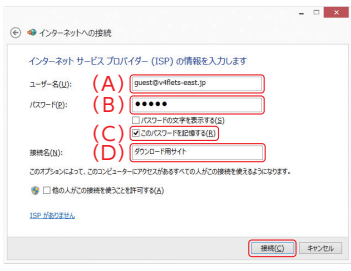 インターネットへの接続
インターネット サービス プロバイダー (ISP) の情報を入力します
ユーザー名(U): (A) guest@v4flets-east.jp
パスワード(P): (B) ●●●●●
パスワードの文字を表示する(S)
(C) このパスワードを記憶する(R)
接続名(N): (D) ダウンロード用サイト
このオプションによって、このコンピューターにアクセスがあるすべての人がこの接続を使えるようになります。
他の人がこの接続を使うことを許可する(A)
ISP がありません
接続(C) キャンセル